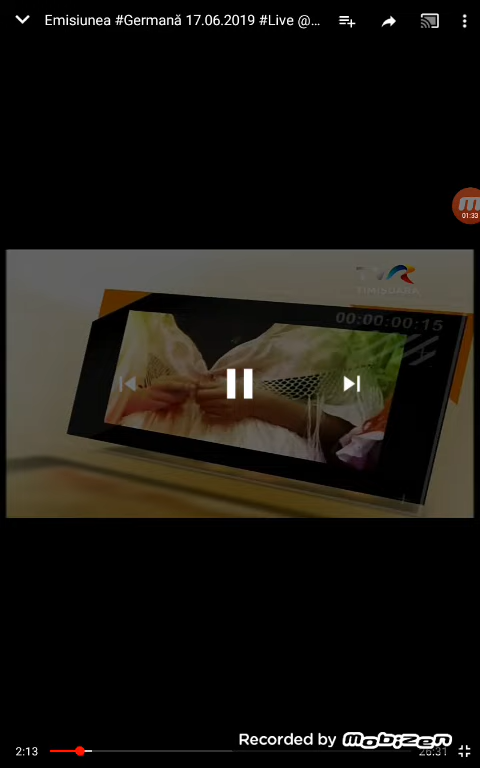 Emisiunea #Germană 17.06.2019 #Live @...
01:33
TVR
TIMIȘOARA
00:00:00:15
2:13
Recorded by Mobizen
26:31